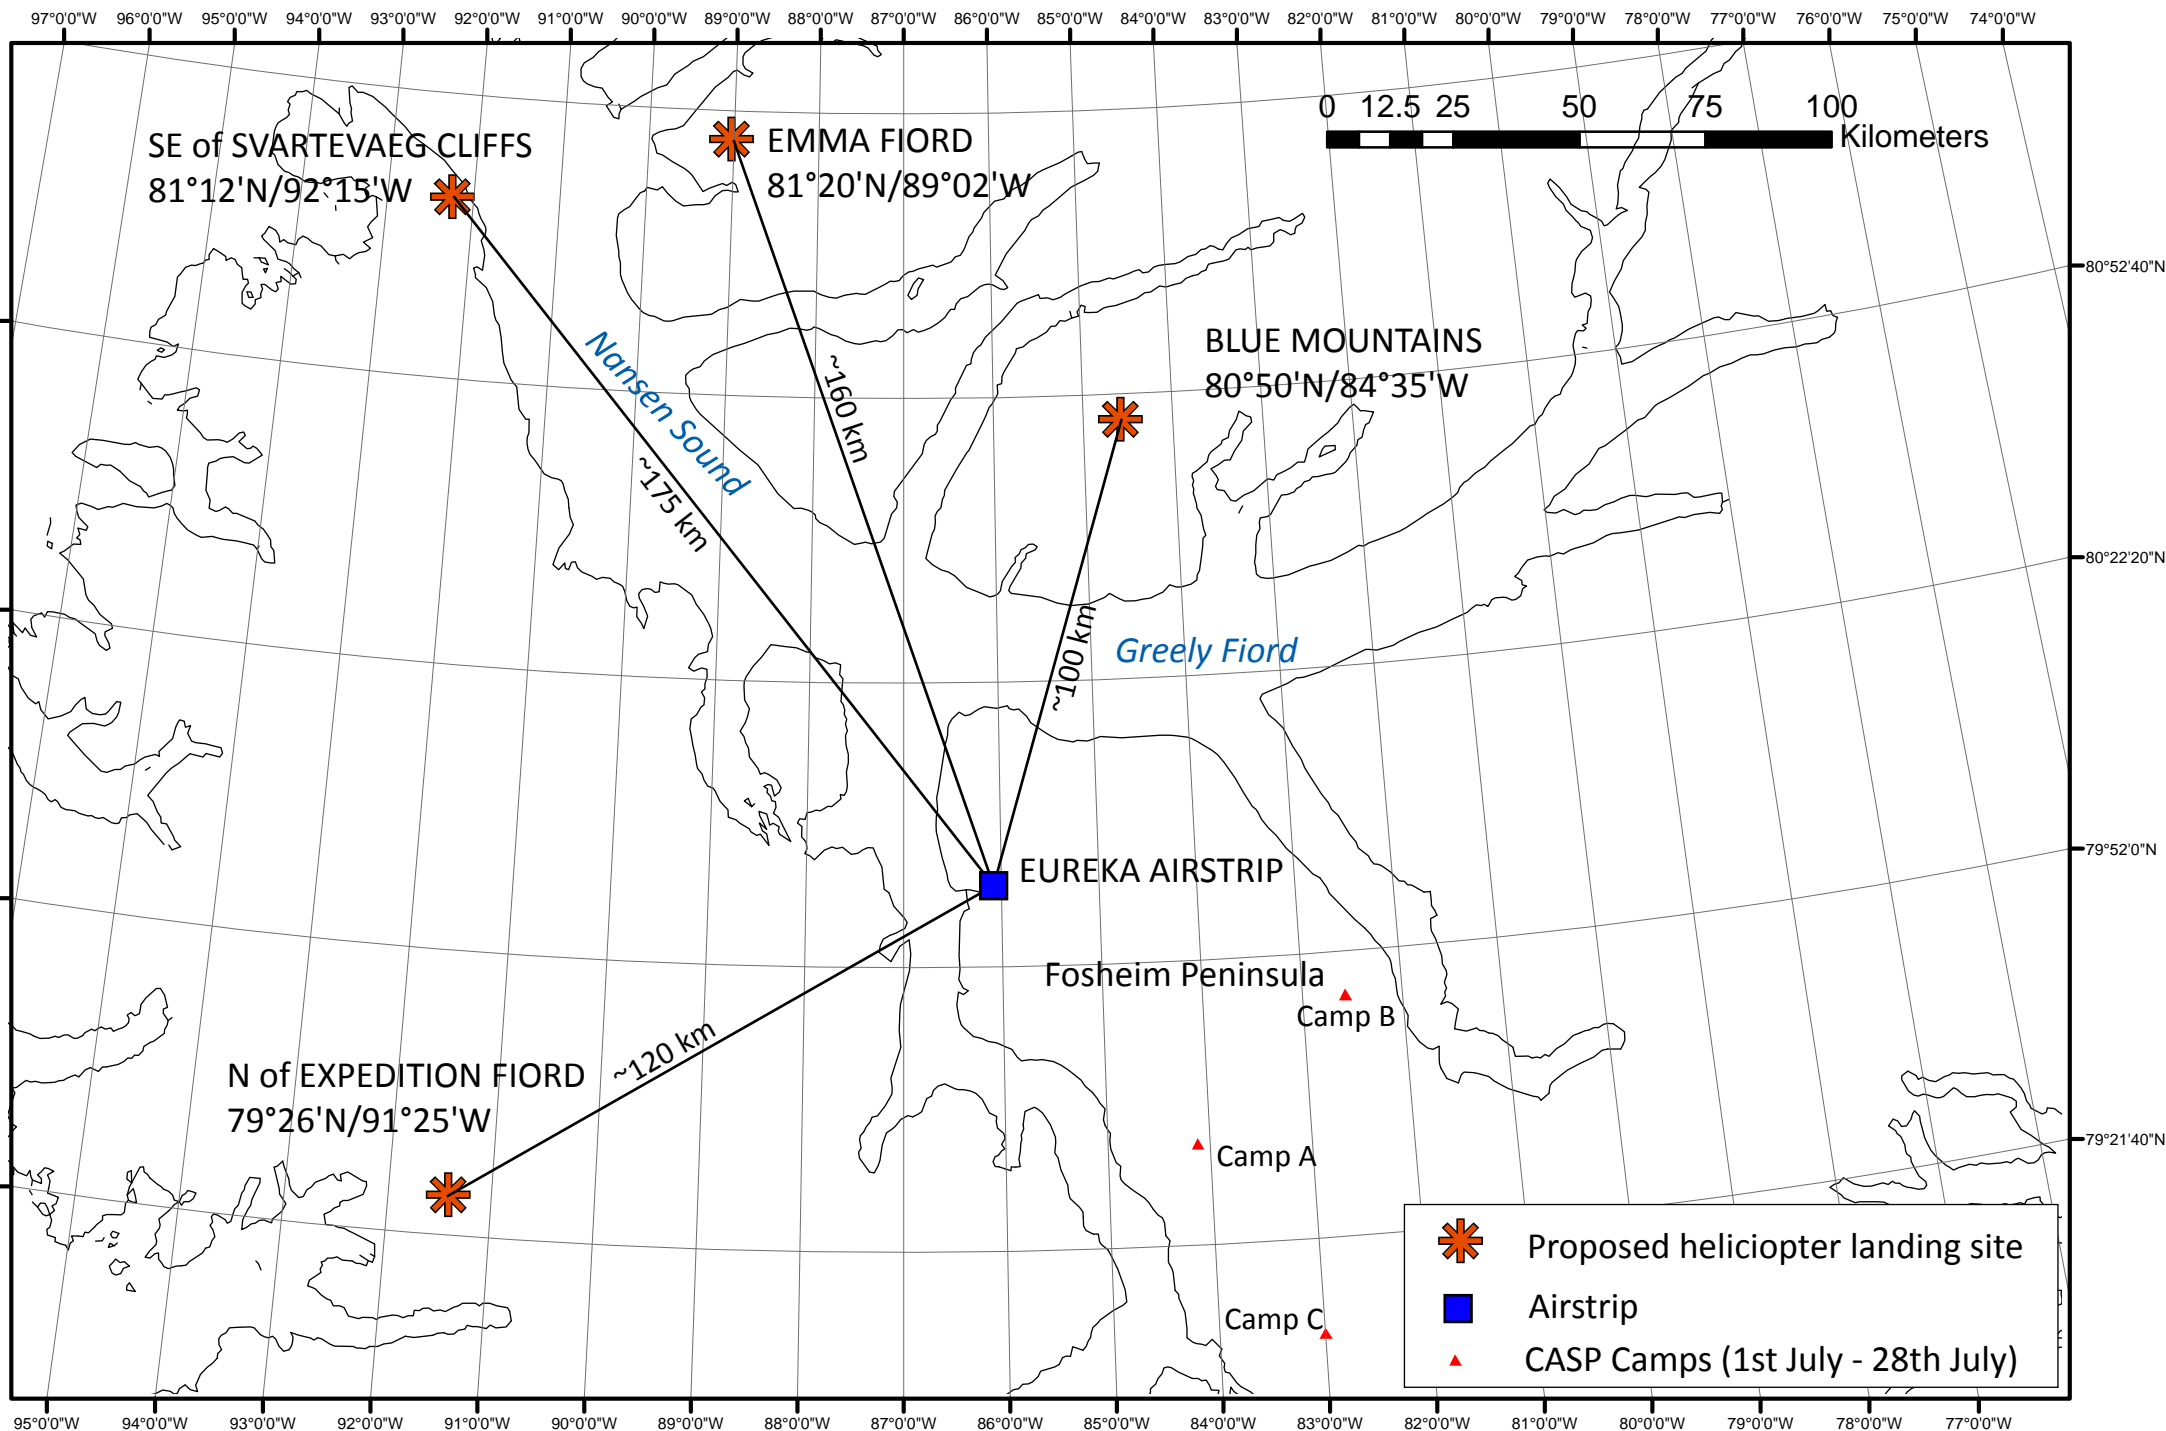 97°0'0"W 96°0'0"W 95°0'0"W 94°0'0"W 93°0'0"W 92°0'0"W 91°0'0"W 90°0'0"W 89°0'0"W 88°0'0"W 87°0'0"W 86°0'0"W 85°0'0"W 84°0'0"W 83°0'0"W 82°0'0"W 81°0'0"W 80°0'0"W 79°0'0"W 78°0'0"W 77°0'0"W 76°0'0"W 75°0'0"W 74°0'0"W
0 12.5 25 50 75 100
Kilometers
SE of SVARTEVAEG CLIFFS
81°12'N/92°15'W
EMMA FIORD
81°20'N/89°02'W
80°52'40"N
BLUE MOUNTAINS
80°50'N/84°35'W
Nansen Sound
~160 km
~175 km
80°22'20"N
~100 km
Greely Fiord
79°52'0"N
EUREKA AIRSTRIP
Fosheim Peninsula
Camp B
~120 km
N of EXPEDITION FIORD
79°26'N/91°25'W
79°21'40"N
Camp A
Camp C
Proposed heliciopter landing site
Airstrip
CASP Camps (1st July - 28th July)
95°0'0"W 94°0'0"W 93°0'0"W 92°0'0"W 91°0'0"W 90°0'0"W 89°0'0"W 88°0'0"W 87°0'0"W 86°0'0"W 85°0'0"W 84°0'0"W 83°0'0"W 82°0'0"W 81°0'0"W 80°0'0"W 79°0'0"W 78°0'0"W 77°0'0"W